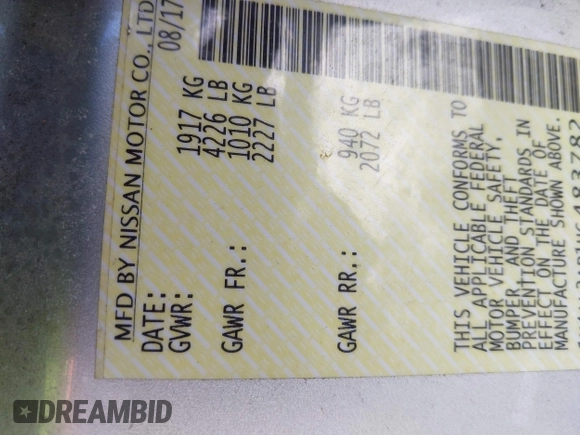 MFD BY NISSAN MOTOR CO., LTD
DATE: 08/17
GVWR: 1917 KG
4226 LB
GAWR FR.: 1010 KG
2227 LB
GAWR RR.: 940 KG
2072 LB
THIS VEHICLE CONFORMS TO
ALL APPLICABLE FEDERAL
MOTOR VEHICLE SAFETY,
BUMPER, AND THEFT
PREVENTION STANDARDS IN
EFFECT ON THE DATE OF
MANUFACTURE SHOWN ABOVE.
DREAMBID